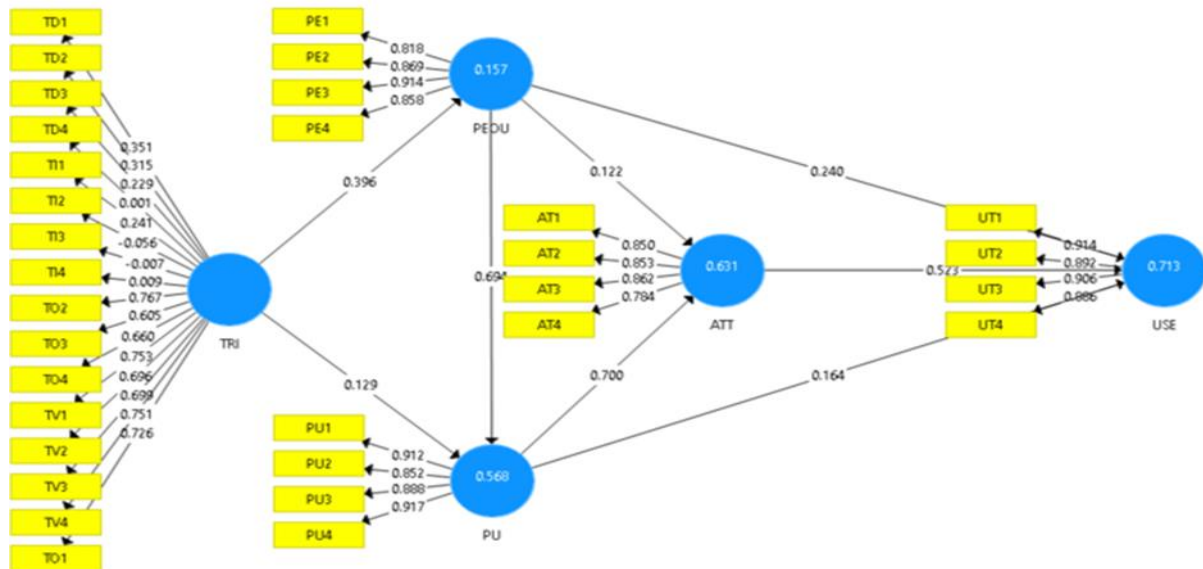 TD1
TD2
TD3
TD4
TI1
TI2
TI3
TI4
TO2
TO3
TO4
TV1
TV2
TV3
TV4
TO1
0.351
0.315
0.229
0.001
0.241
-0.056
-0.007
0.009
0.767
0.605
0.660
0.753
0.696
0.699
0.751
0.726
TRI
0.396
0.129
PE1
PE2
PE3
PE4
0.818
0.869
0.914
0.858
0.157
PEOU
0.694
0.122
0.240
AT1
AT2
AT3
AT4
0.850
0.853
0.862
0.784
0.631
ATT
0.523
0.700
0.164
PU1
PU2
PU3
PU4
0.912
0.852
0.888
0.917
0.568
PU
UT1
UT2
UT3
UT4
0.914
0.892
0.906
0.886
0.713
USE